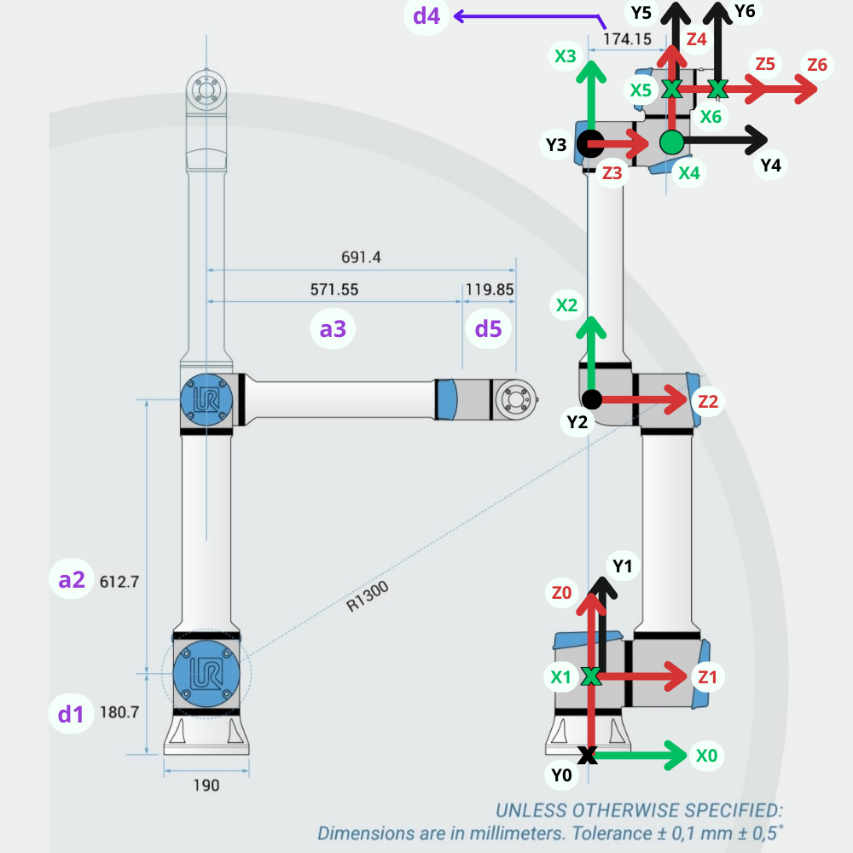 d4
Y5
Y6
174.15
Z4
X3
Z5
Z6
X5
X6
Y3
Z3
X4
Y4
691.4
571.55
119.85
a3
d5
X2
UR
Y2
Z2
a2
612.7
R1300
Y1
Z0
UR
X1
Z1
d1
180.7
190
Y0
X0
UNLESS OTHERWISE SPECIFIED:
Dimensions are in millimeters. Tolerance ± 0,1 mm ± 0,5°